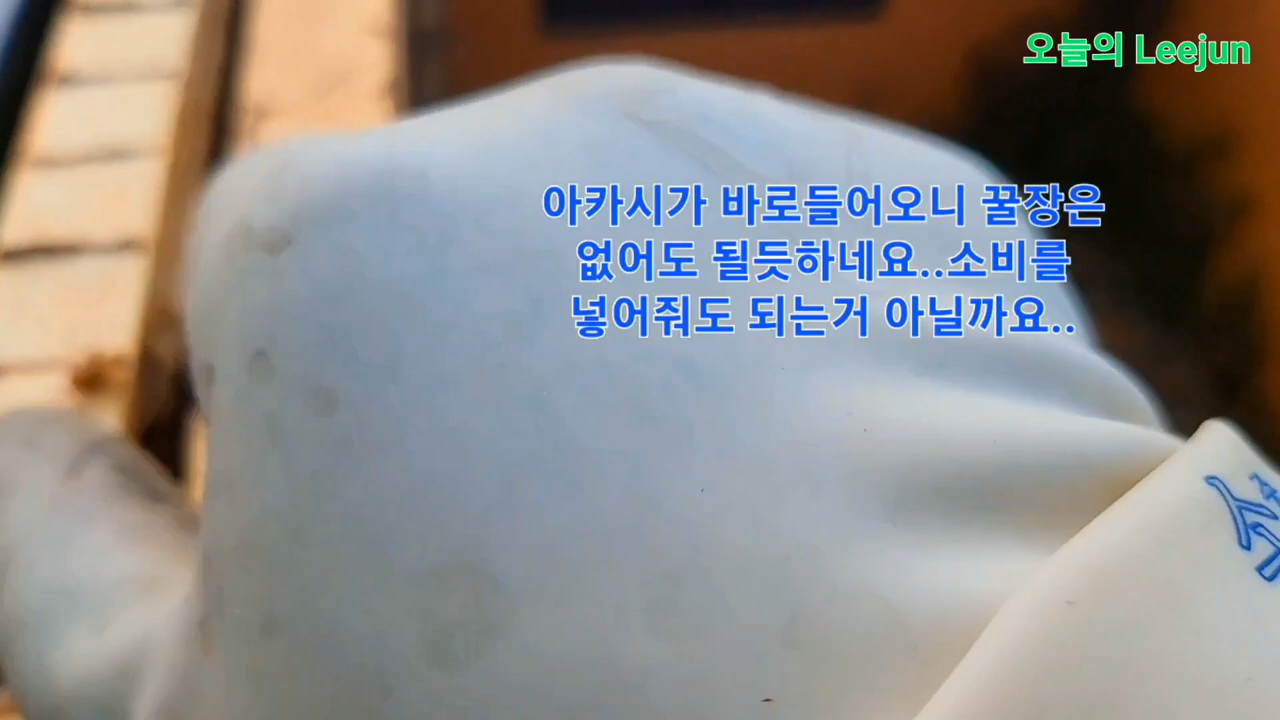 오늘의 Leejun
아카시가 바로들어오니 꿀장은
없어도 될듯하네요..소비를
넣어줘도 되는거 아닐까요..